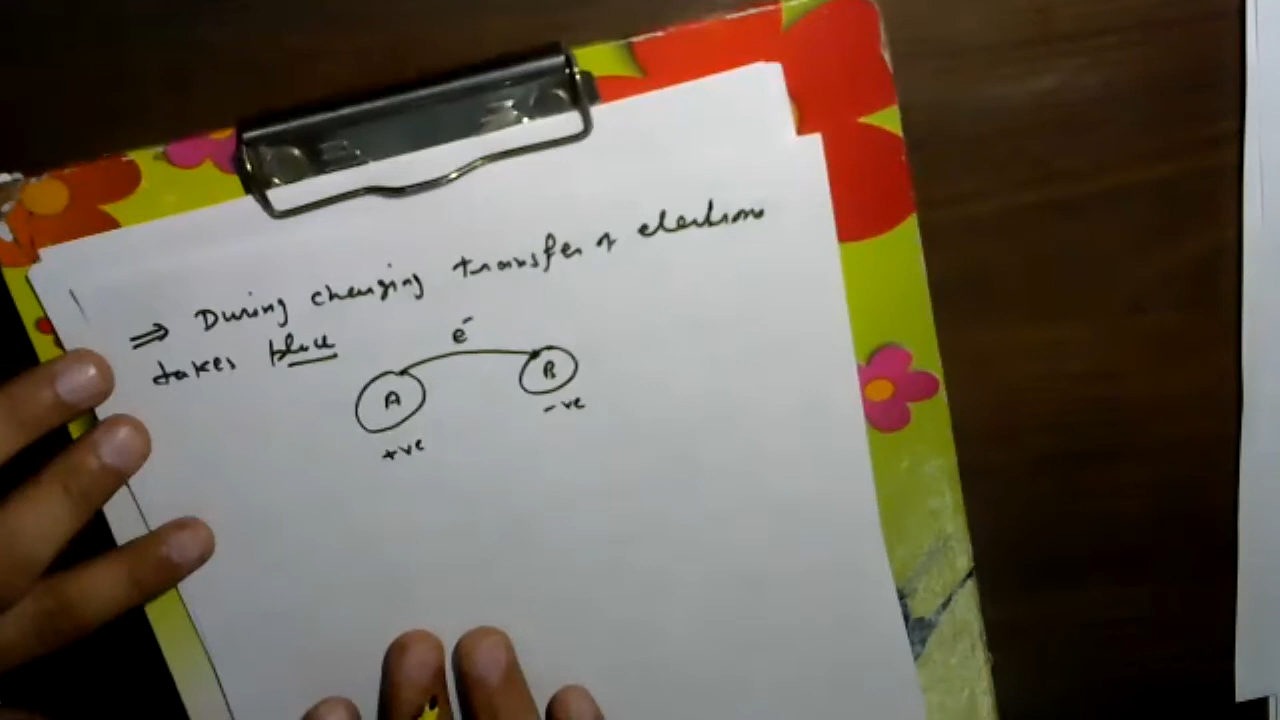 ⇒ During charging transfer of electrons
takes place
e⁻
A B
+ve -ve